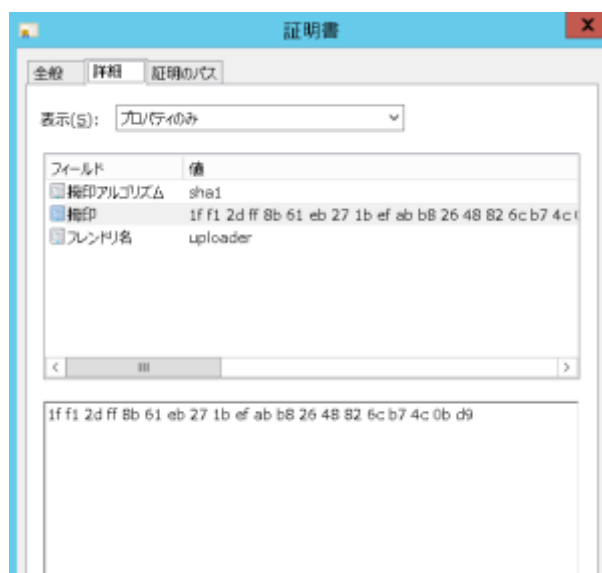 証明書
全般 詳細 証明のパス
表示(S): プロパティのみ
フィールド 値
拇印アルゴリズム sha1
拇印 1f f1 2d ff 8b 61 eb 27 1b ef ab b8 26 48 82 6c b7 4c
フレンドリ名 uploader
1f f1 2d ff 8b 61 eb 27 1b ef ab b8 26 48 82 6c b7 4c 0b d9